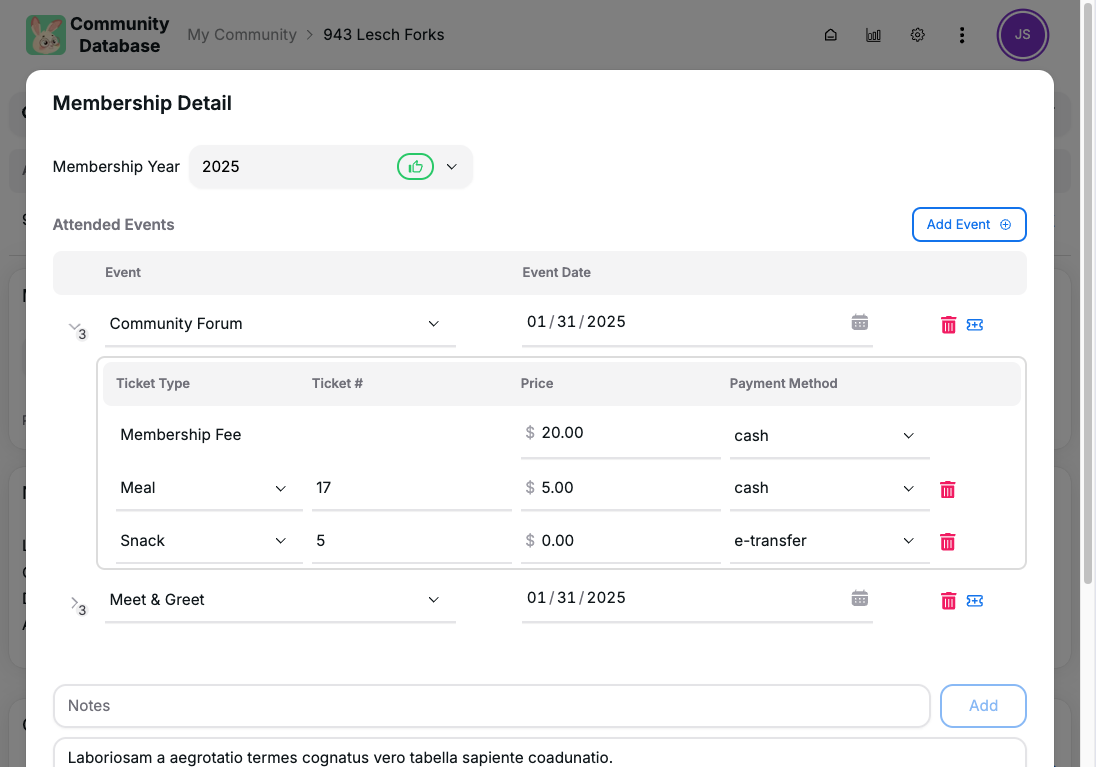 Community
Database
My Community > 943 Lesch Forks
JS
Membership Detail
Membership Year 2025
Attended Events
Add Event
Event Event Date
3 Community Forum 01/31/2025
Ticket Type Ticket # Price Payment Method
Membership Fee $ 20.00 cash
Meal 17 $ 5.00 cash
Snack 5 $ 0.00 e-transfer
3 Meet & Greet 01/31/2025
Notes
Add
Laboriosam a aegrotatio termes cognatus vero tabella sapiente coadunatio.